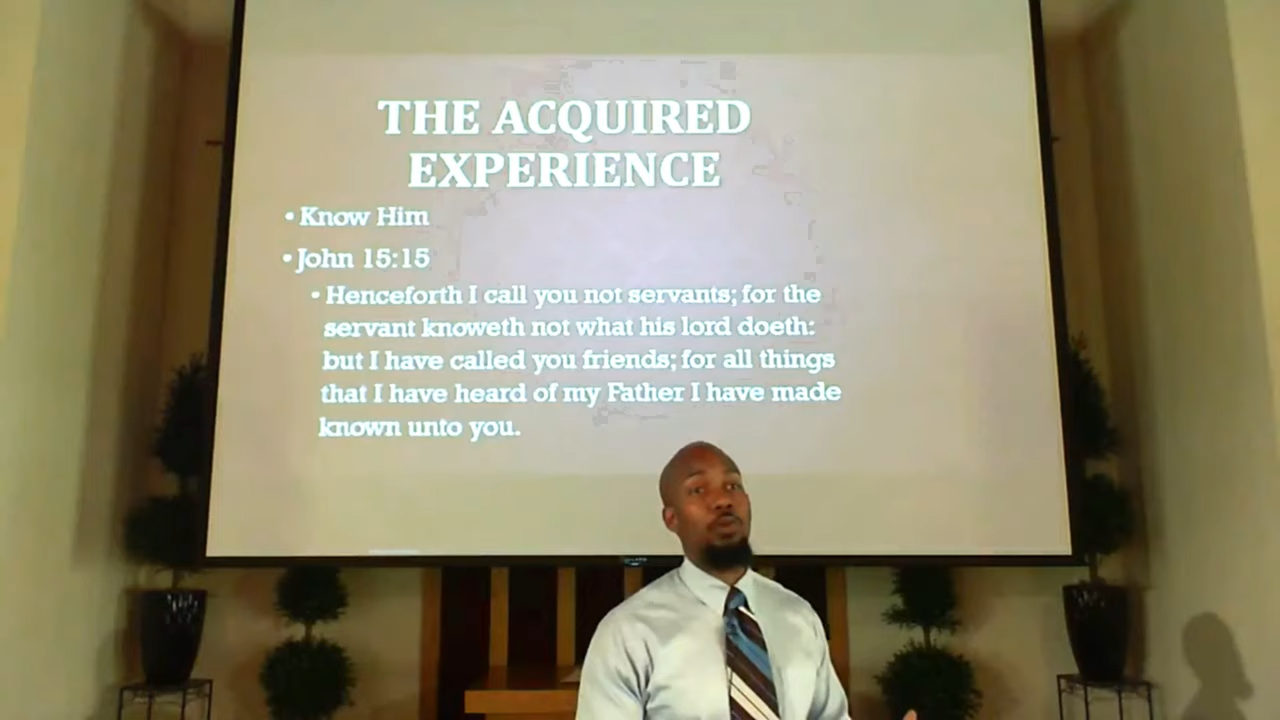 THE ACQUIRED
EXPERIENCE
• Know Him
• John 15:15
• Henceforth I call you not servants; for the
servant knoweth not what his lord doeth:
but I have called you friends; for all things
that I have heard of my Father I have made
known unto you.